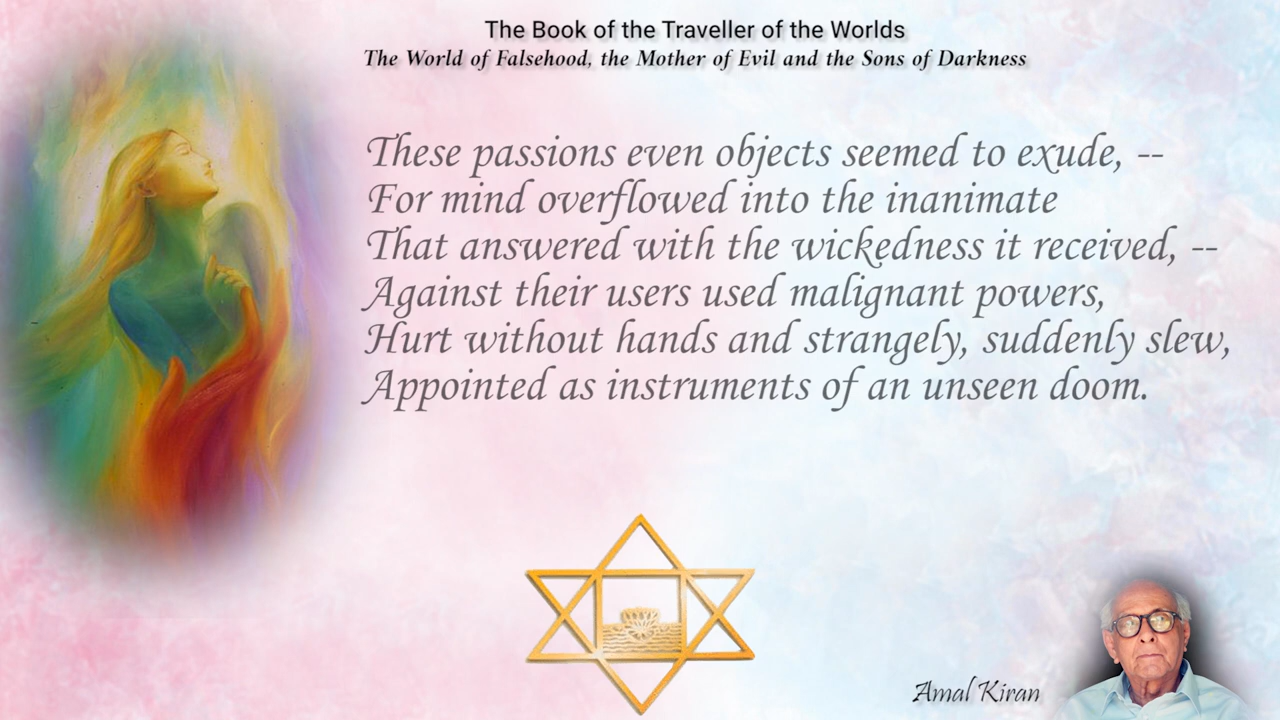 The Book of the Traveller of the Worlds
The World of Falsehood, the Mother of Evil and the Sons of Darkness
These passions even objects seemed to exude, --
For mind overflowed into the inanimate
That answered with the wickedness it received, --
Against their users used malignant powers,
Hurt without hands and strangely, suddenly slew,
Appointed as instruments of an unseen doom.
Amal Kiran